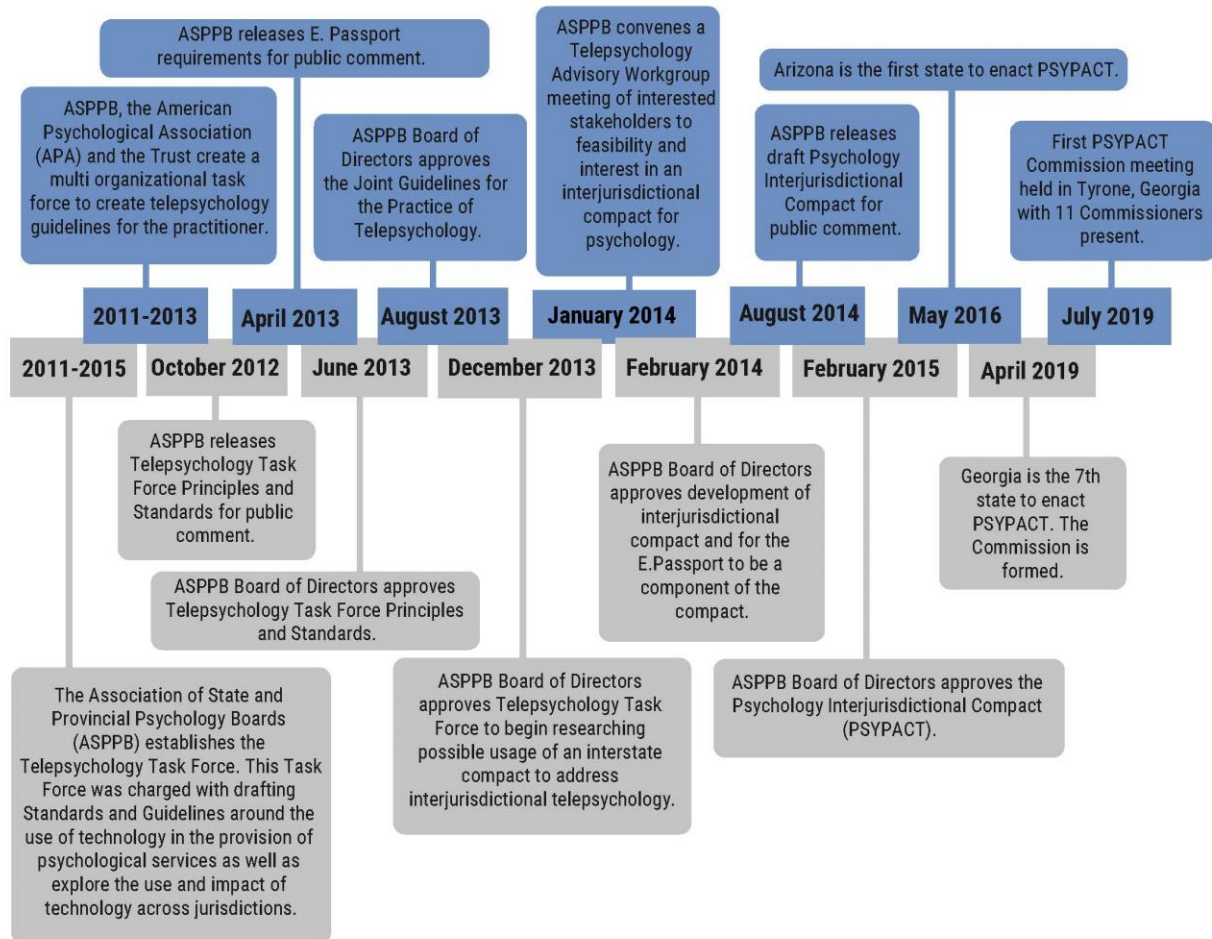 ASPPB releases E. Passport
requirements for public comment.
ASPPB, the American
Psychological Association
(APA) and the Trust create a
multi organizational task
force to create telepsychology
guidelines for the practitioner.
ASPPB Board of
Directors approves
the Joint Guidelines for
the Practice of
Telepsychology.
ASPPB convenes a
Telepsychology
Advisory Workgroup
meeting of interested
stakeholders to
feasibility and
interest in an
interjurisdictional
compact for
psychology.
Arizona is the first state to enact PSYPACT.
ASPPB releases
draft Psychology
Interjurisdictional
Compact for
public comment.
First PSYPACT
Commission meeting
held in Tyrone, Georgia
with 11 Commissioners
present.
2011-2013
April 2013
August 2013
January 2014
August 2014
May 2016
July 2019
2011-2015
October 2012
June 2013
December 2013
February 2014
February 2015
April 2019
ASPPB releases
Telepsychology Task
Force Principles and
Standards for public
comment.
ASPPB Board of Directors approves
Telepsychology Task Force Principles
and Standards.
ASPPB Board of Directors
approves development of
interjurisdictional
compact and for the
E.Passport to be a
component of the
compact.
Georgia is the 7th
state to enact
PSYPACT. The
Commission is
formed.
The Association of State and
Provincial Psychology Boards
(ASPPB) establishes the
Telepsychology Task Force. This Task
Force was charged with drafting
Standards and Guidelines around the
use of technology in the provision of
psychological services as well as
explore the use and impact of
technology across jurisdictions.
ASPPB Board of Directors
approves Telepsychology Task
Force to begin researching
possible usage of an interstate
compact to address
interjurisdictional telepsychology.
ASPPB Board of Directors approves the
Psychology Interjurisdictional Compact
(PSYPACT).